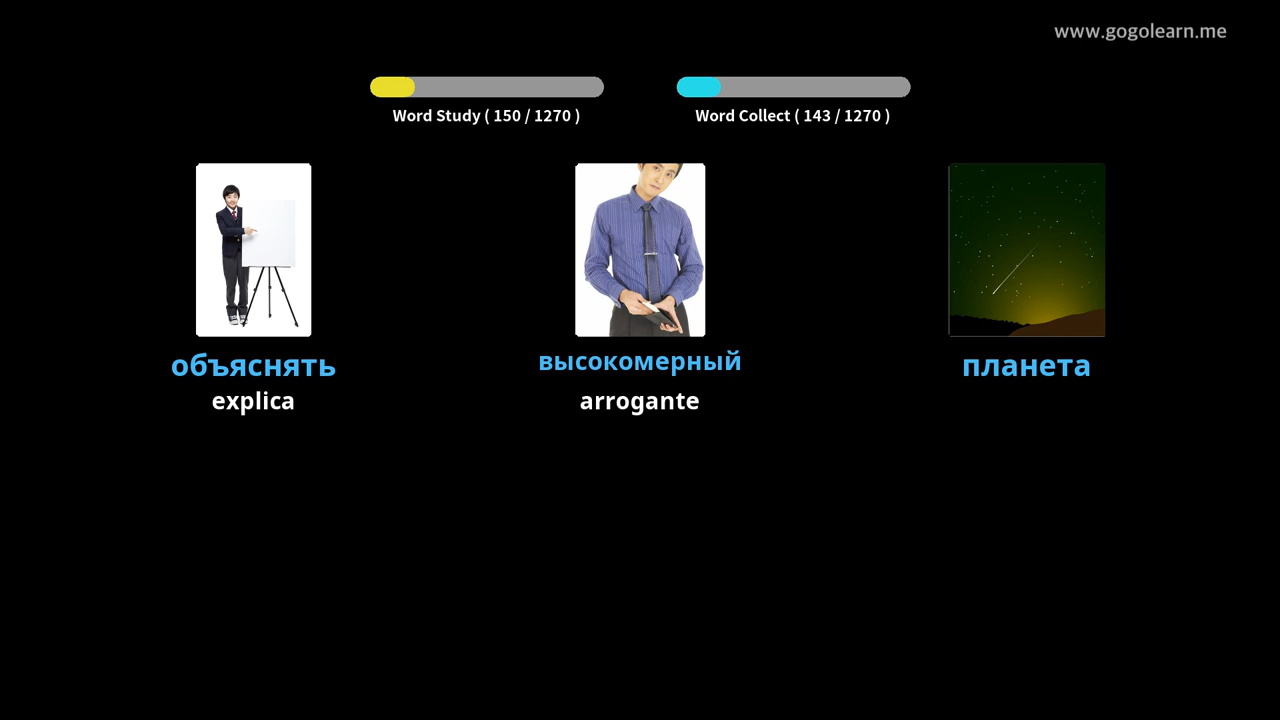 www.gogolearn.me
Word Study ( 150 / 1270 )
Word Collect ( 143 / 1270 )
объяснять
explica
высокомерный
arrogante
планета